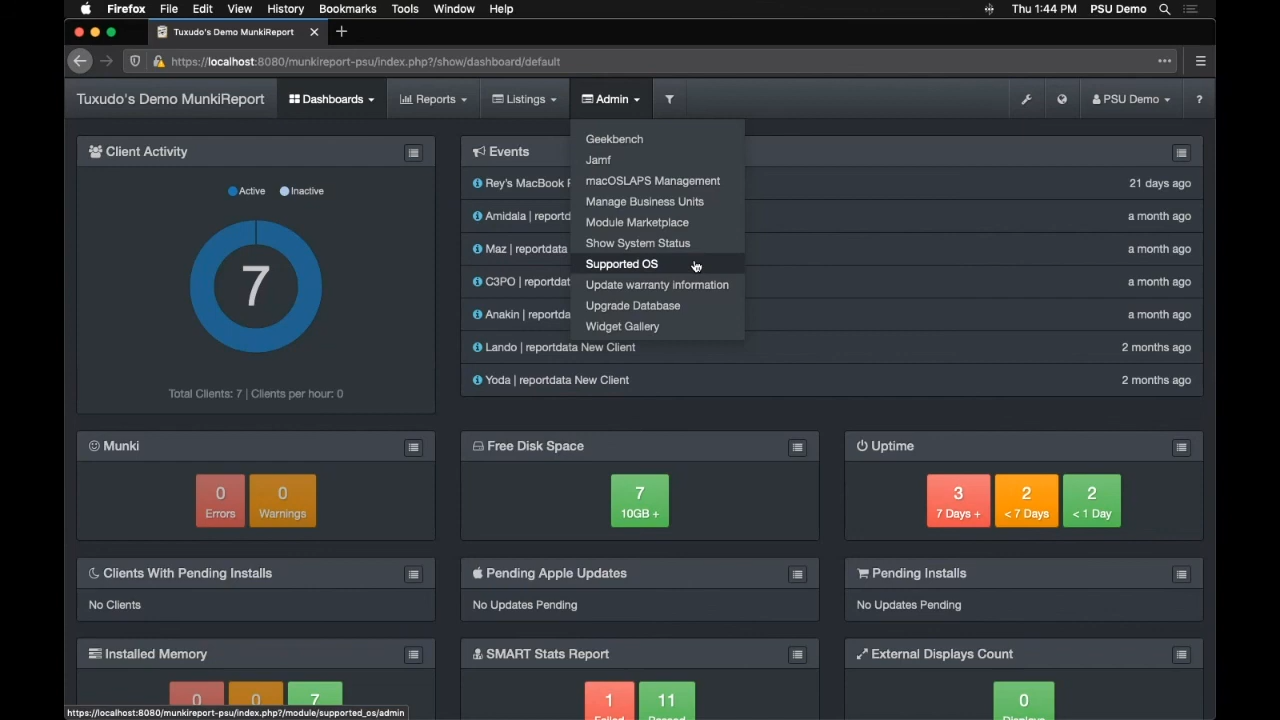 Firefox File Edit View History Bookmarks Tools Window Help Thu 1:44 PM PSU Demo
Tuxudo's Demo MunkiReport
https://localhost:8080/munkireport-psu/index.php?/show/dashboard/default
Tuxudo's Demo MunkiReport Dashboards Reports Listings Admin PSU Demo ?
Geekbench
Jamf
macOSLAPS Management
Manage Business Units
Module Marketplace
Show System Status
Supported OS
Update warranty information
Upgrade Database
Widget Gallery
Client Activity
Active Inactive
7
Total Clients: 7 | Clients per hour: 0
Events
Rey's MacBook 21 days ago
Amidala | reportd a month ago
Maz | reportdata a month ago
C3PO | reportdat a month ago
Anakin | reportda a month ago
Lando | reportdata New Client 2 months ago
Yoda | reportdata New Client 2 months ago
Munki
0 0
Errors Warnings
Free Disk Space
7
10GB +
Uptime
3 2 2
7 Days + < 7 Days < 1 Day
Clients With Pending Installs
No Clients
Pending Apple Updates
No Updates Pending
Pending Installs
No Updates Pending
Installed Memory
0 0 7
SMART Stats Report
1 11
External Displays Count
0
https://localhost:8080/munkireport-psu/index.php?/module/supported_os/admin